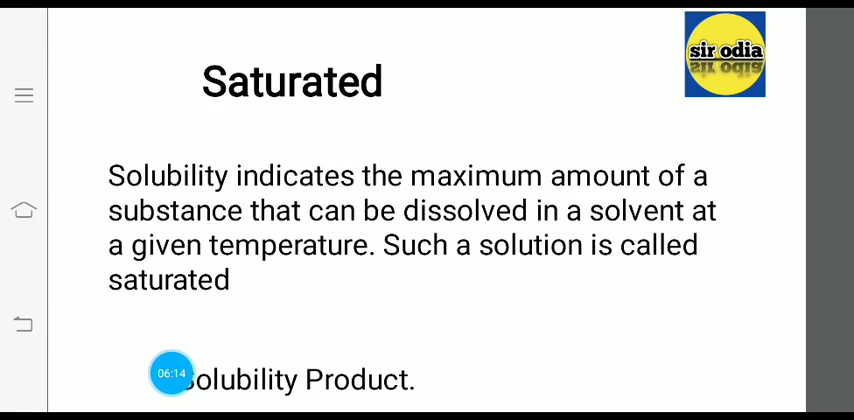 sir odia
Saturated
Solubility indicates the maximum amount of a
substance that can be dissolved in a solvent at
a given temperature. Such a solution is called
saturated
06:14
Solubility Product.